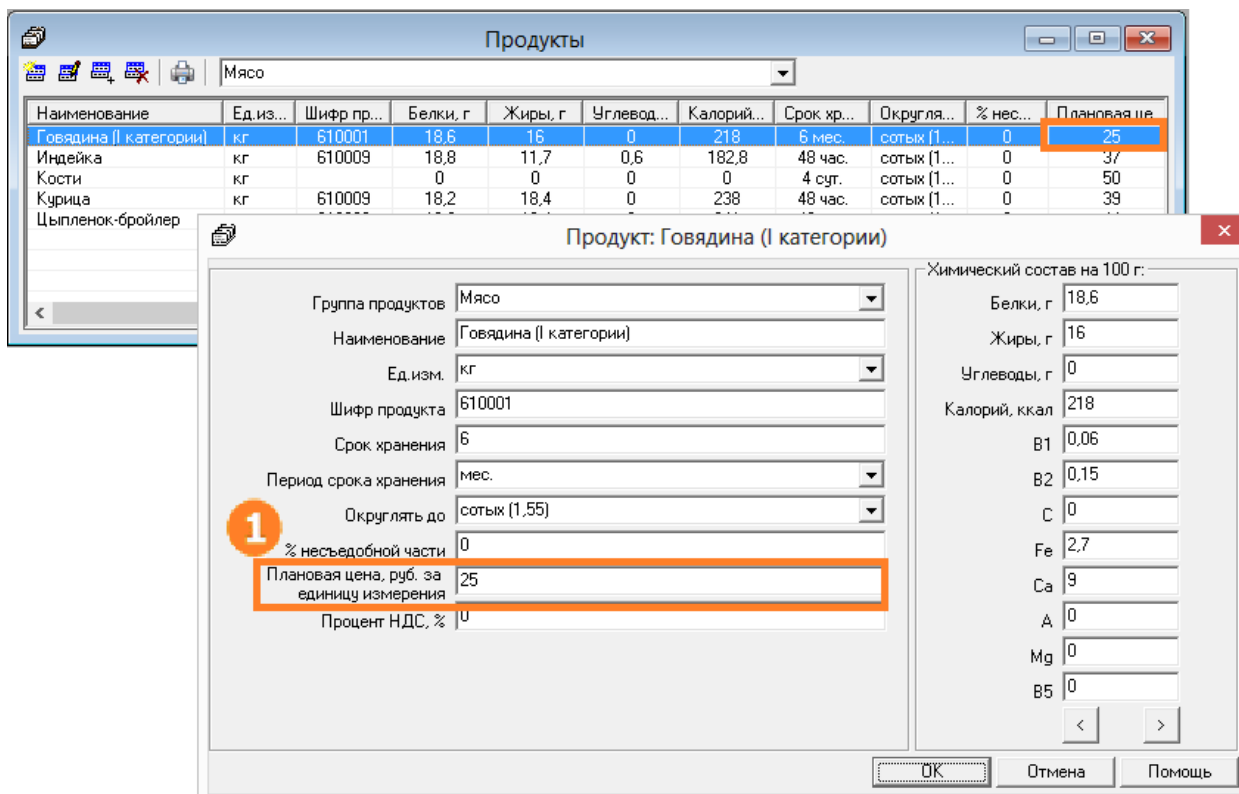 Продукты
Мясо
Наименование Ед.из... Шифр пр... Белки, г Жиры, г Углевод... Калорий... Срок хр... Округля... % нес... Плановая це
Говядина (I категории) кг 610001 18,6 16 0 218 6 мес. сотых (1... 0 25
Индейка кг 610009 18,8 11,7 0,6 182,8 48 час. сотых (1... 0 37
Кости кг 0 0 0 0 4 сут. сотых (1... 0 50
Курица кг 610009 18,2 18,4 0 238 48 час. сотых (1... 0 39
Цыпленок-бройлер
Продукт: Говядина (I категории)
Группа продуктов Мясо
Наименование Говядина (I категории)
Ед.изм. кг
Шифр продукта 610001
Срок хранения 6
Период срока хранения мес.
Округлять до сотых (1,55)
1
% несъедобной части 0
Плановая цена, руб. за
единицу измерения 25
Процент НДС, % 0
Химический состав на 100 г:
Белки, г 18,6
Жиры, г 16
Углеводы, г 0
Калорий, ккал 218
B1 0,06
B2 0,15
C 0
Fe 2,7
Ca 9
A 0
Mg 0
B5 0
< >
OK Отмена Помощь